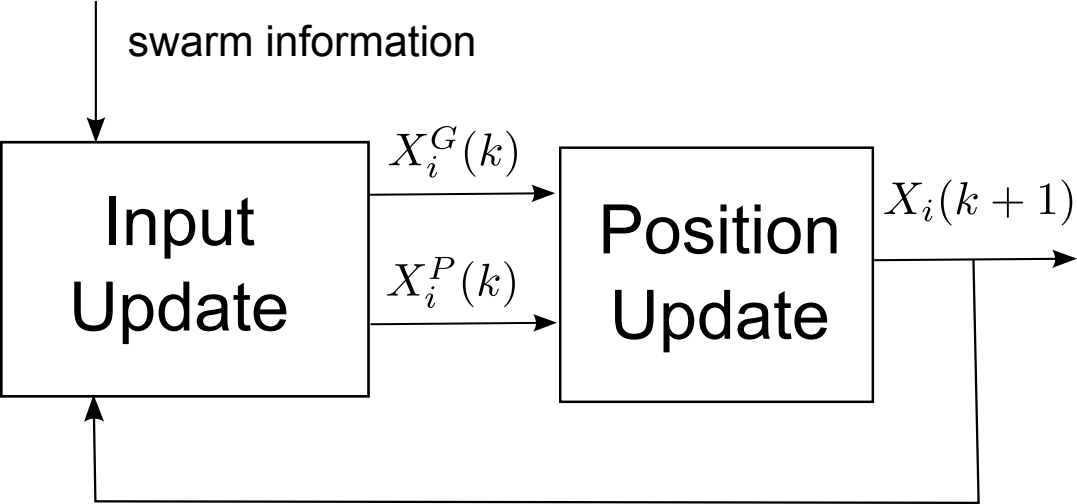 swarm information
Input
Update
$X_i^G(k)$
$X_i^P(k)$
Position
Update
$X_i(k+1)$